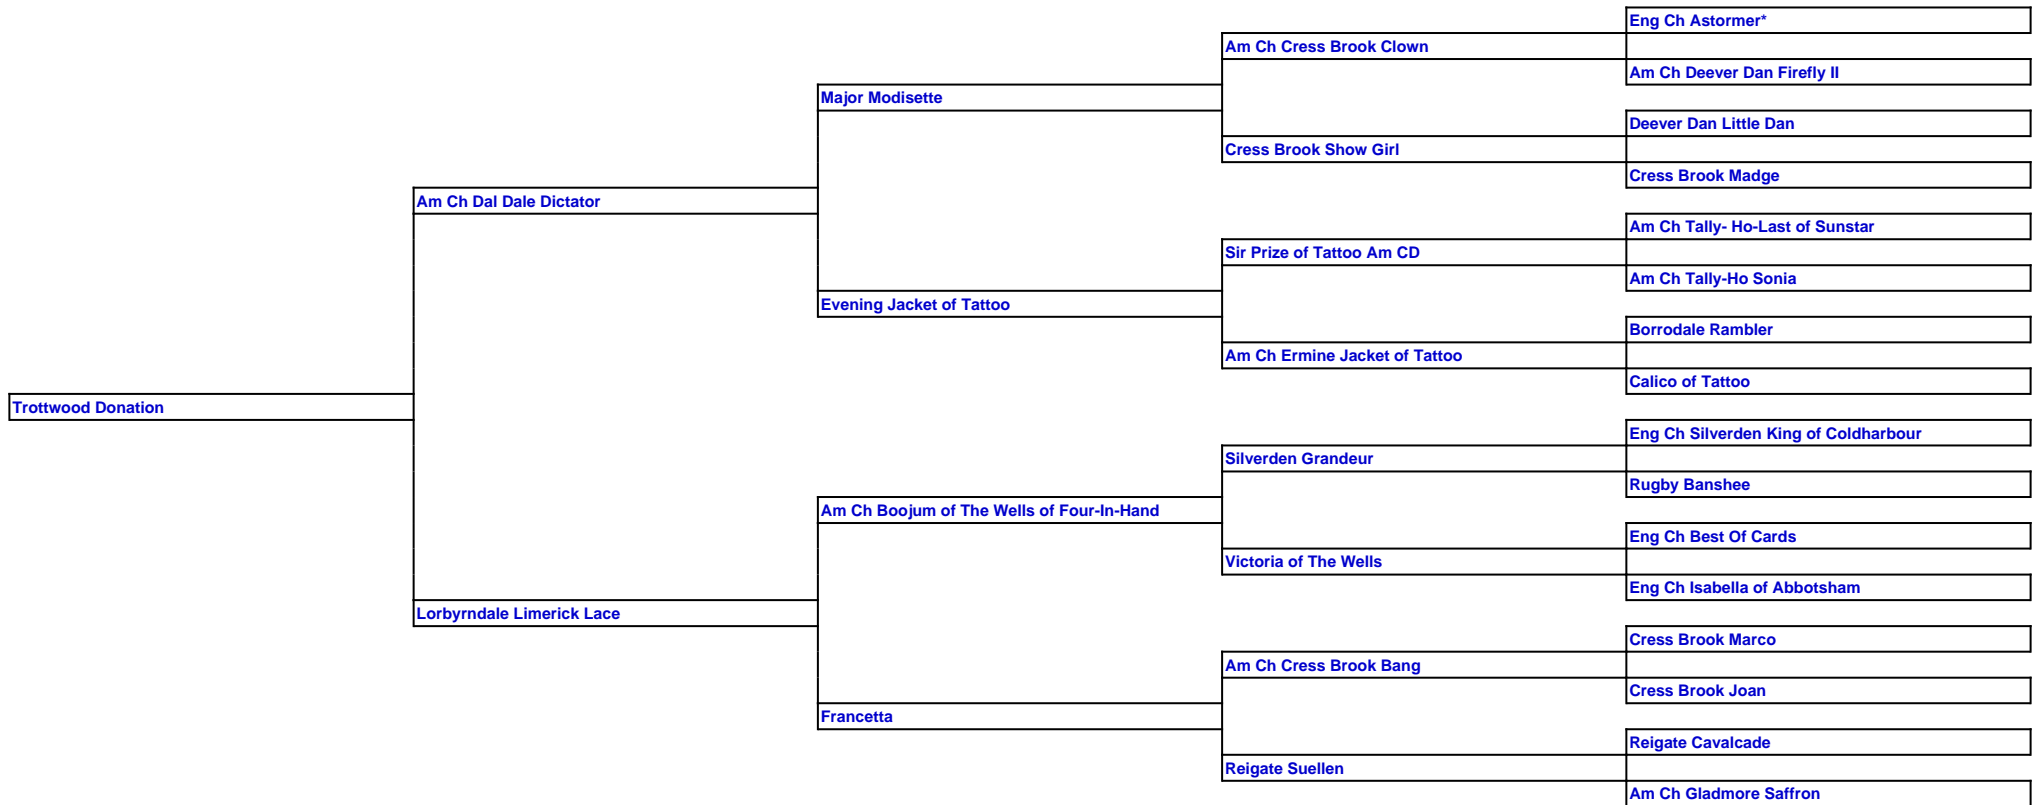 Eng Ch Astormer*
Am Ch Cress Brook Clown
Am Ch Deever Dan Firefly II
Major Modisette
Deever Dan Little Dan
Cress Brook Show Girl
Cress Brook Madge
Am Ch Dal Dale Dictator
Am Ch Tally- Ho-Last of Sunstar
Sir Prize of Tattoo Am CD
Am Ch Tally-Ho Sonia
Evening Jacket of Tattoo
Borrodale Rambler
Am Ch Ermine Jacket of Tattoo
Calico of Tattoo
Trottwood Donation
Eng Ch Silverden King of Coldharbour
Silverden Grandeur
Rugby Banshee
Am Ch Boojum of The Wells of Four-In-Hand
Eng Ch Best Of Cards
Victoria of The Wells
Eng Ch Isabella of Abbotsham
Lorbyrndale Limerick Lace
Cress Brook Marco
Am Ch Cress Brook Bang
Cress Brook Joan
Francetta
Reigate Cavalcade
Reigate Suellen
Am Ch Gladmore Saffron